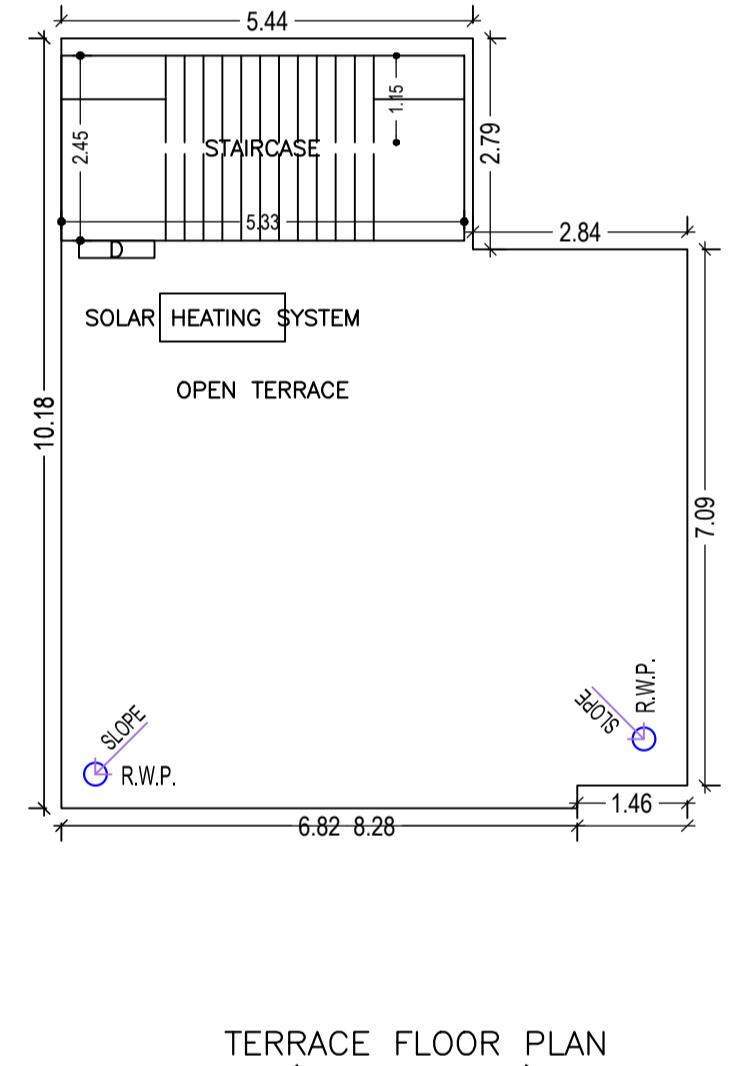 5.44
1.15
2.45
STAIRCASE
2.79
5.33
2.84
D
SOLAR HEATING SYSTEM
OPEN TERRACE
10.18
7.09
R.W.P.
SLOPE
SLOPE
R.W.P.
1.46
6.82 8.28
TERRACE FLOOR PLAN